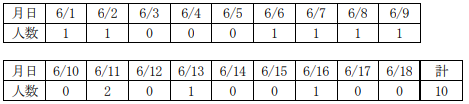 月日 6/1 6/2 6/3 6/4 6/5 6/6 6/7 6/8 6/9
人数 1 1 0 0 0 1 1 1 1
月日 6/10 6/11 6/12 6/13 6/14 6/15 6/16 6/17 6/18 計
人数 0 2 0 1 0 0 1 0 0 10